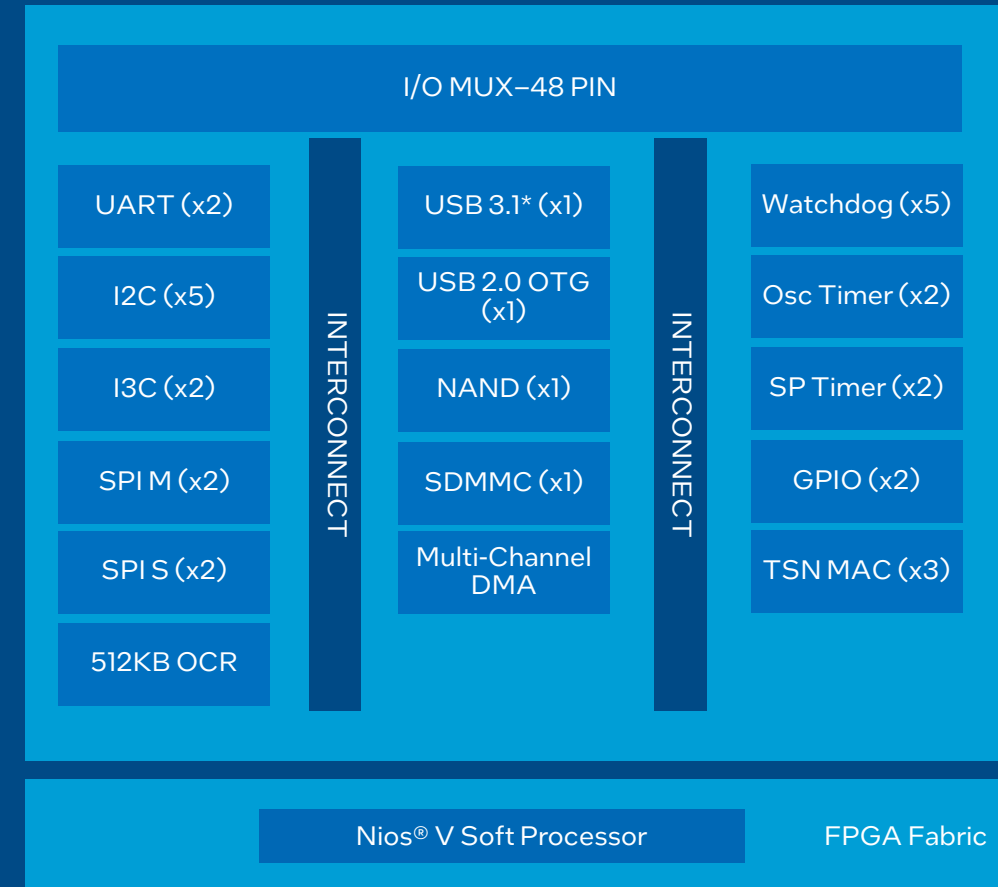 I/O MUX–48 PIN
UART (x2)
I2C (x5)
I3C (x2)
SPI M (x2)
SPI S (x2)
512KB OCR
INTERCONNECT
USB 3.1* (x1)
USB 2.0 OTG
(x1)
NAND (x1)
SDMMC (x1)
Multi-Channel
DMA
INTERCONNECT
Watchdog (x5)
Osc Timer (x2)
SP Timer (x2)
GPIO (x2)
TSN MAC (x3)
Nios® V Soft Processor
FPGA Fabric